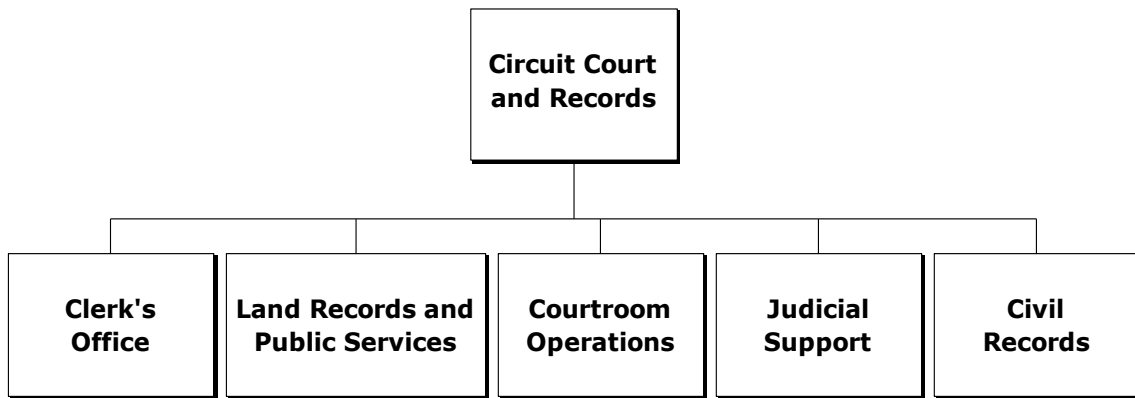 Circuit Court
and Records
Clerk's
Office
Land Records and
Public Services
Courtroom
Operations
Judicial
Support
Civil
Records